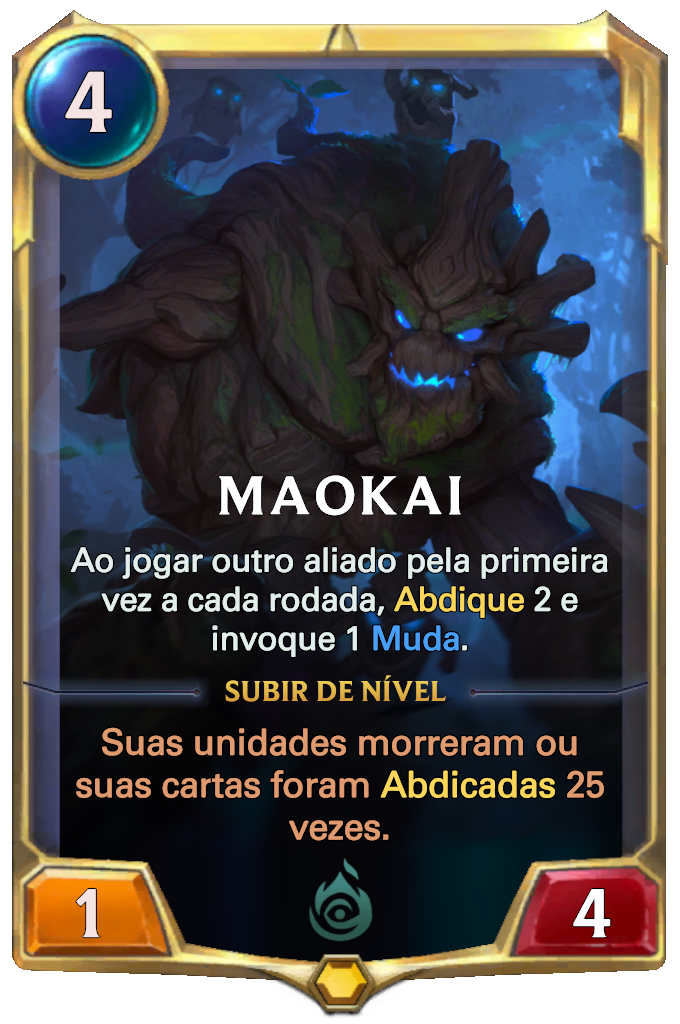 4
MAOKAI
Ao jogar outro aliado pela primeira
vez a cada rodada, Abdique 2 e
invoque 1 Muda.
SUBIR DE NÍVEL
Suas unidades morreram ou
suas cartas foram Abdicadas 25
vezes.
1
4